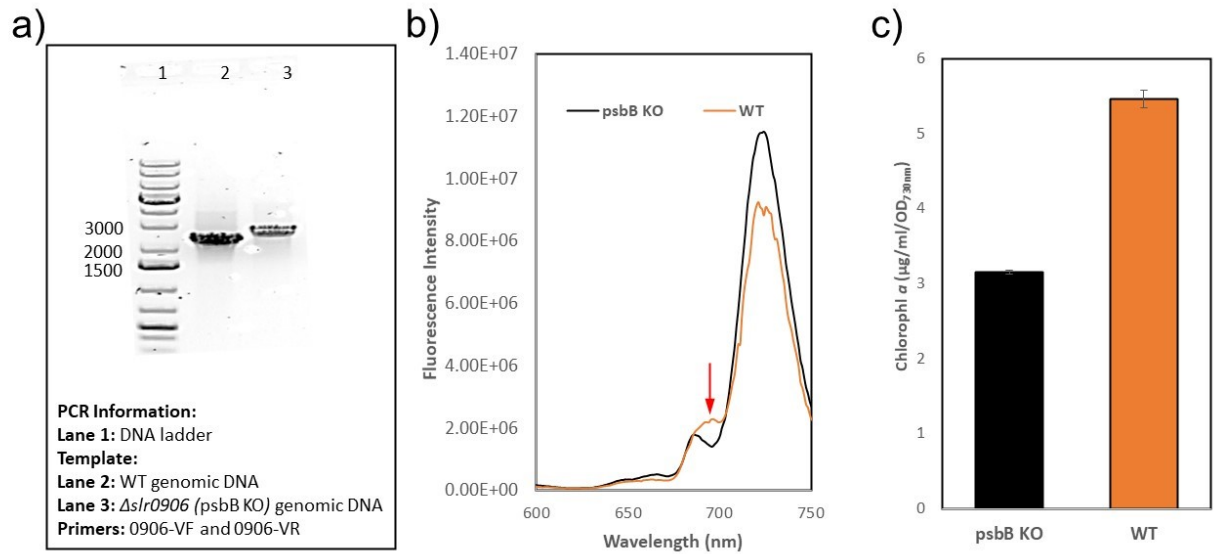 a)
1 2 3
3000
2000
1500
PCR Information:
Lane 1: DNA ladder
Template:
Lane 2: WT genomic DNA
Lane 3: Δslr0906 (psbB KO) genomic DNA
Primers: 0906-VF and 0906-VR
b)
1.40E+07
1.20E+07
1.00E+07
8.00E+06
6.00E+06
4.00E+06
2.00E+06
0.00E+00
Fluorescence Intensity
psbB KO WT
600 650 700 750
Wavelength (nm)
c)
6
5
4
3
2
1
0
Chlorophl a (µg/ml/OD730nm)
psbB KO WT